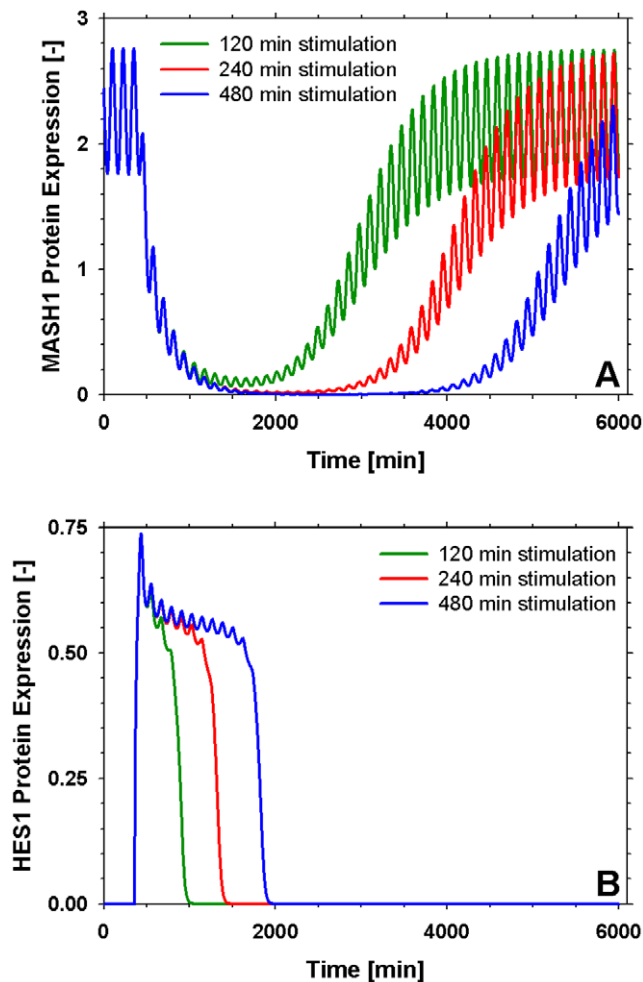 3
120 min stimulation
240 min stimulation
480 min stimulation
2
MASH1 Protein Expression [-]
1
A
0
0 2000 4000 6000
Time [min]
0.75
120 min stimulation
240 min stimulation
480 min stimulation
0.50
HES1 Protein Expression [-]
0.25
B
0.00
0 2000 4000 6000
Time [min]